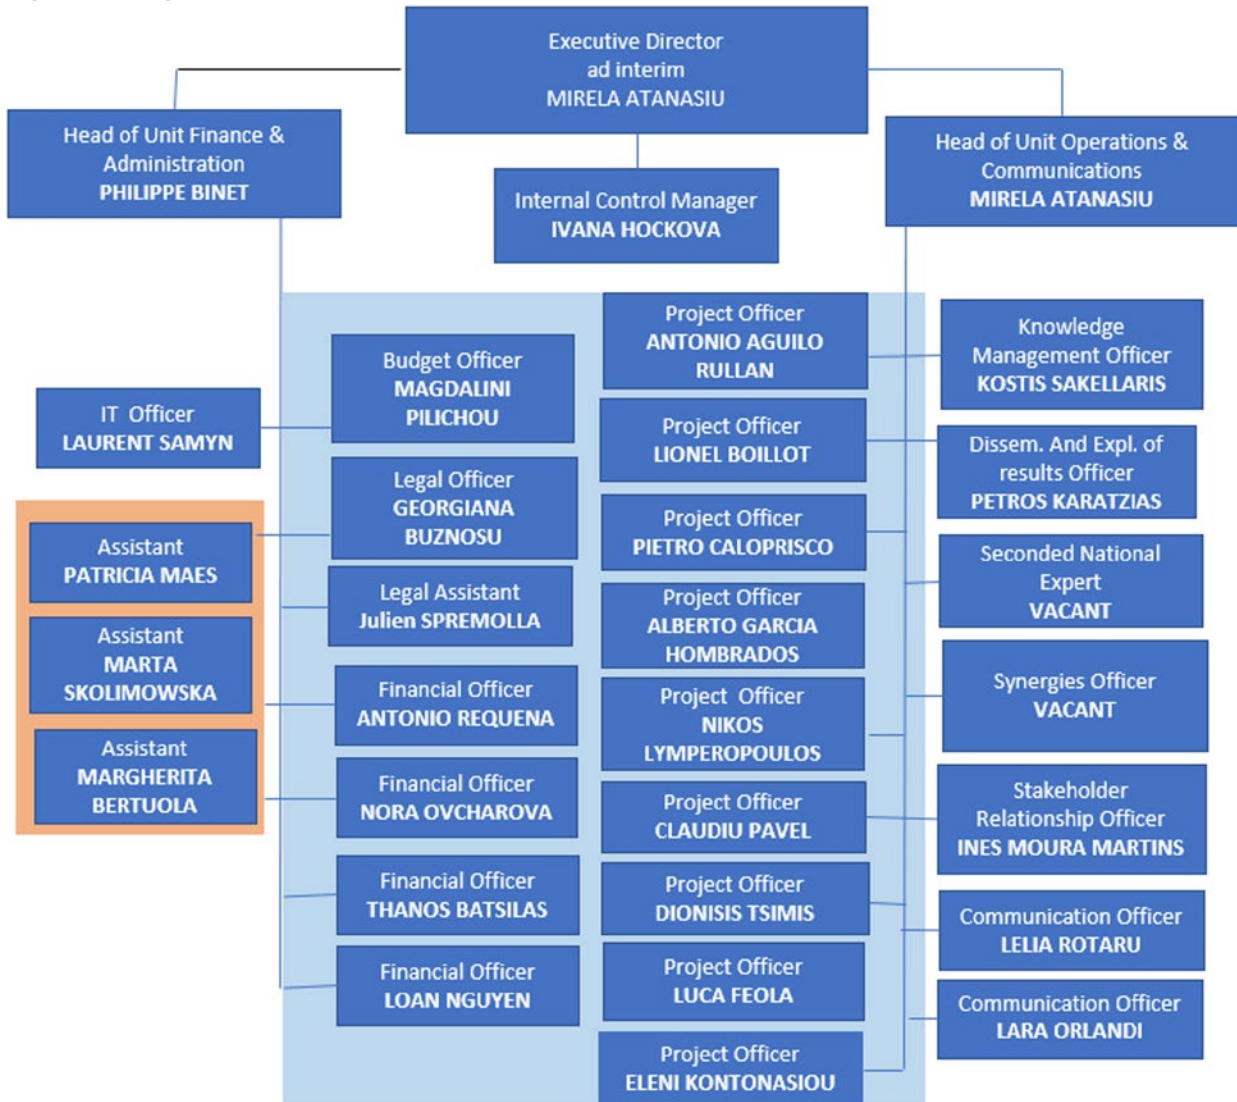 Executive Director
ad interim
MIRELA ATANASIU
Head of Unit Finance &
Administration
PHILIPPE BINET
Internal Control Manager
IVANA HOCKOVA
Head of Unit Operations &
Communications
MIRELA ATANASIU
IT Officer
LAURENT SAMYN
Assistant
PATRICIA MAES
Assistant
MARTA
SKOLIMOWSKA
Assistant
MARGHERITA
BERTUOLA
Budget Officer
MAGDALINI
PILICHOU
Legal Officer
GEORGIANA
BUZNOSU
Legal Assistant
Julien SPREMOLLA
Financial Officer
ANTONIO REQUENA
Financial Officer
NORA OVCHAROVA
Financial Officer
THANOS BATSILAS
Financial Officer
LOAN NGUYEN
Project Officer
ANTONIO AGUILO
RULLAN
Project Officer
LIONEL BOILLOT
Project Officer
PIETRO CALOPRISCO
Project Officer
ALBERTO GARCIA
HOMBRADOS
Project Officer
NIKOS
LYMPEROPOULOS
Project Officer
CLAUDIU PAVEL
Project Officer
DIONISIS TSIMIS
Project Officer
LUCA FEOLA
Project Officer
ELENI KONTONASIOU
Knowledge
Management Officer
KOSTIS SAKELLARIS
Dissem. And Expl. of
results Officer
PETROS KARATZIAS
Seconded National
Expert
VACANT
Synergies Officer
VACANT
Stakeholder
Relationship Officer
INES MOURA MARTINS
Communication Officer
LELIA ROTARU
Communication Officer
LARA ORLANDI